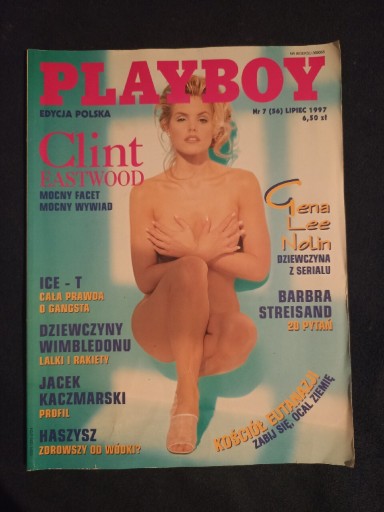 PLAYBOY
EDYCJA POLSKA
Nr 7 (56) LIPIEC 1997
6,50 zł
Clint
EASTWOOD
MOCNY FACET
MOCNY WYWIAD
Gena
Lee
Nolin
DZIEWCZYNA
Z SERIALU
ICE - T
CAŁA PRAWDA
O GANGSTA
BARBRA
STREISAND
20 PYTAŃ
DZIEWCZYNY
WIMBLEDONU
LALKI I RAKIETY
JACEK
KACZMARSKI
PROFIL
HASZYSZ
ZDROWSZY OD WÓDKI?
KOŚCIÓŁ EUTANAZA
ZABIJ SIĘ, OCAL ZIEMIĘ